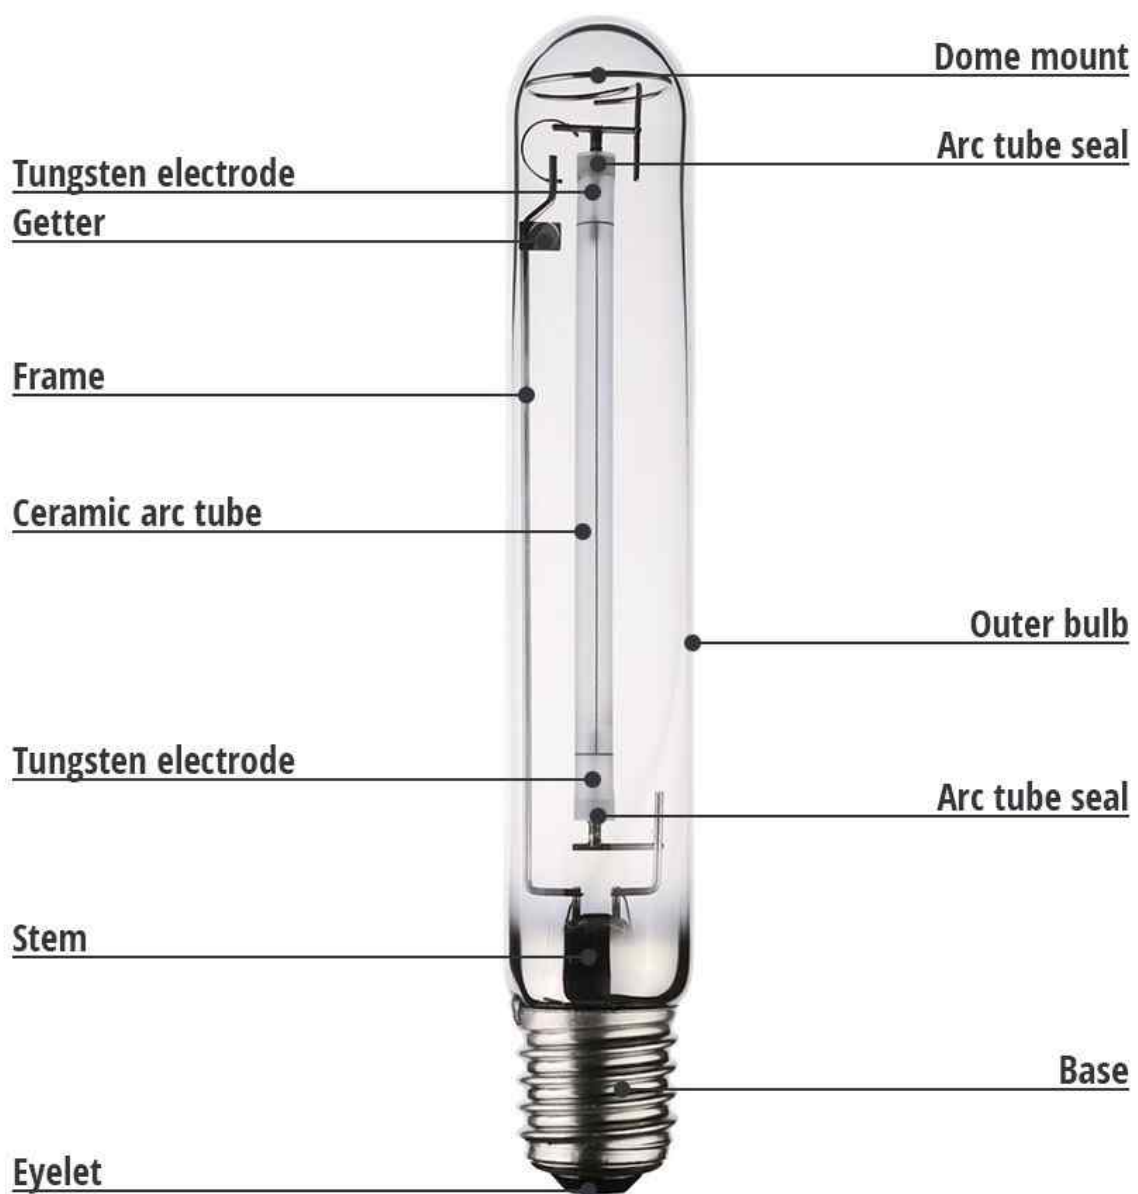 Dome mount
Arc tube seal
Tungsten electrode
Getter
Frame
Ceramic arc tube
Outer bulb
Tungsten electrode
Arc tube seal
Stem
Base
Eyelet